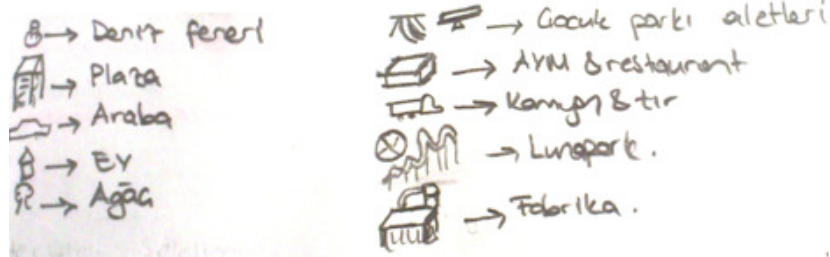 Deniz feneri
Plaza
Araba
Ev
Ağaç
Çocuk parkı aletleri
AVM & restaurant
Kamyon & tır
Lunapark.
Fabrika.